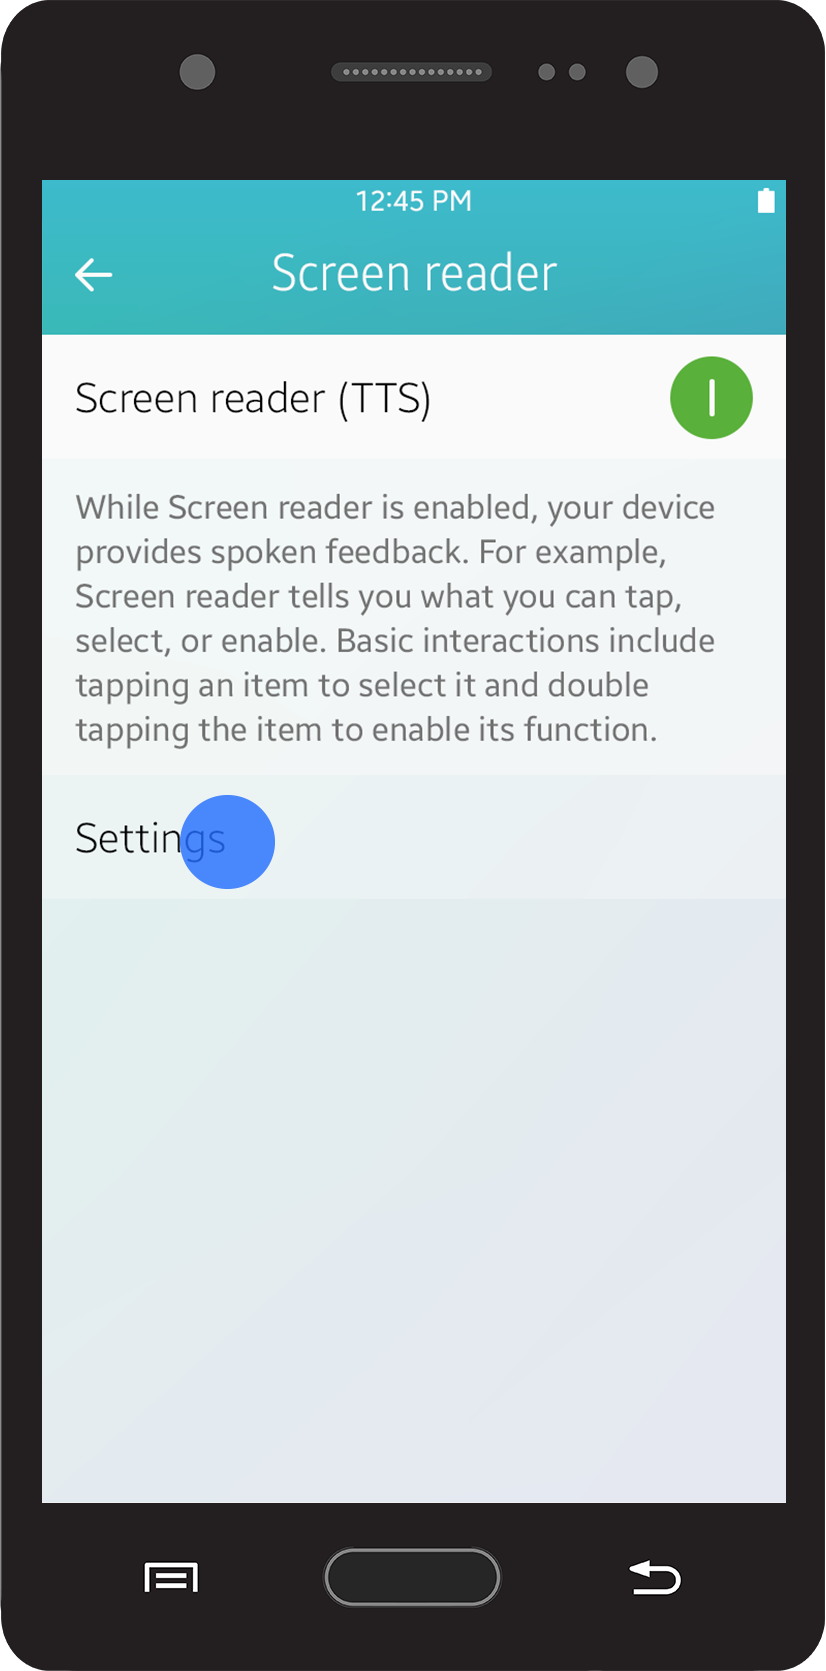 12:45 PM
Screen reader
Screen reader (TTS)
While Screen reader is enabled, your device
provides spoken feedback. For example,
Screen reader tells you what you can tap,
select, or enable. Basic interactions include
tapping an item to select it and double
tapping the item to enable its function.
Settings